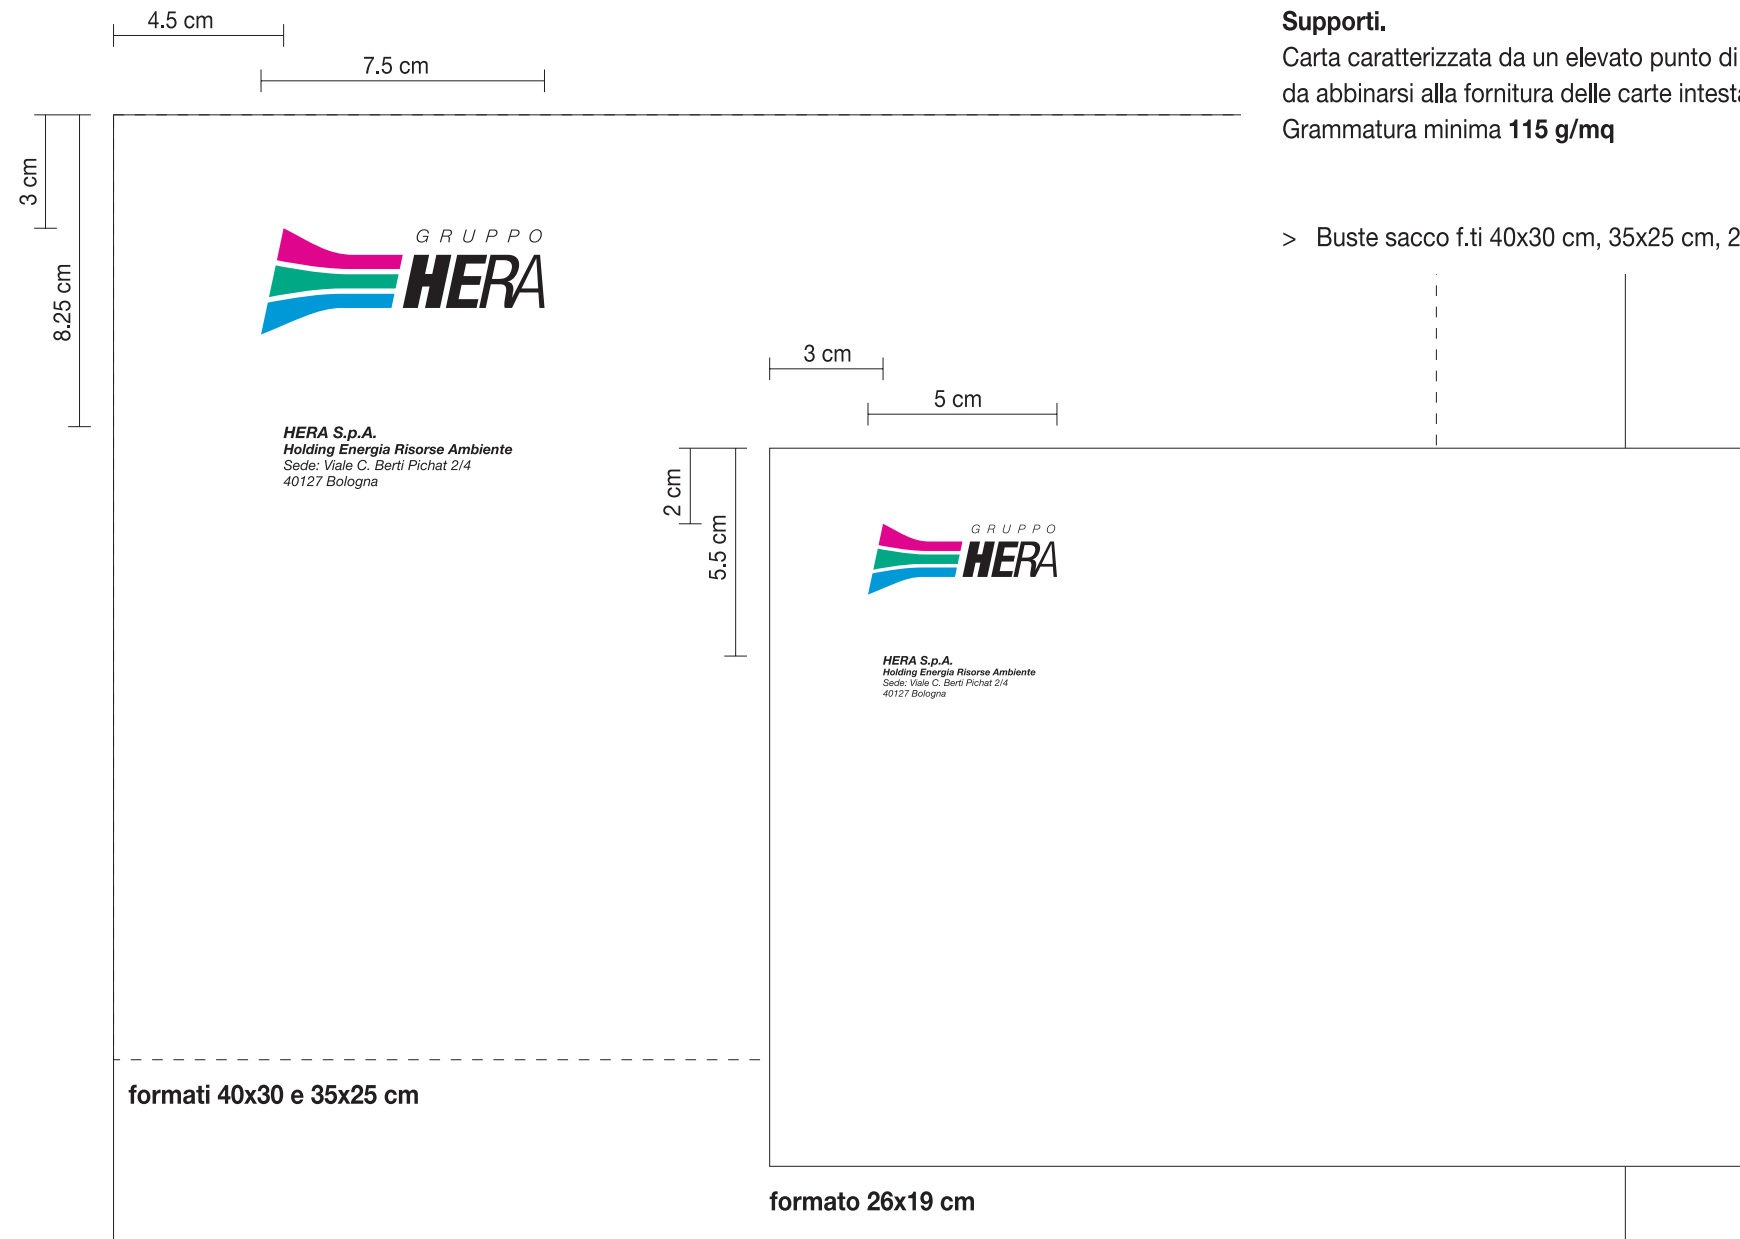 4.5 cm
7.5 cm
3 cm
8.25 cm
GRUPPO
HERA
HERA S.p.A.
Holding Energia Risorse Ambiente
Sede: Viale C. Berti Pichat 2/4
40127 Bologna
formati 40x30 e 35x25 cm
Supporti.
Carta caratterizzata da un elevato punto di
da abbinarsi alla fornitura delle carte
Grammatura minima 115 g/mq
> Buste sacco f.ti 40x30 cm, 35x25 cm, 2
3 cm
5 cm
2 cm
5.5 cm
GRUPPO
HERA
HERA S.p.A.
Holding Energia Risorse Ambiente
Sede: Viale C. Berti Pichat 2/4
40127 Bologna
formato 26x19 cm